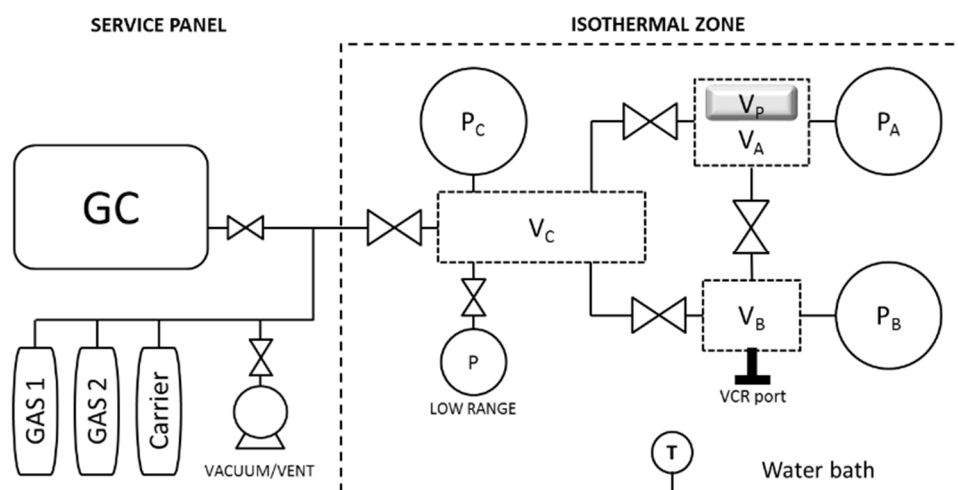 SERVICE PANEL
ISOTHERMAL ZONE
GC
P_C
V_P
V_A
P_A
V_C
V_B
P_B
P
LOW RANGE
VCR port
GAS 1
GAS 2
Carrier
VACUUM/VENT
T
Water bath